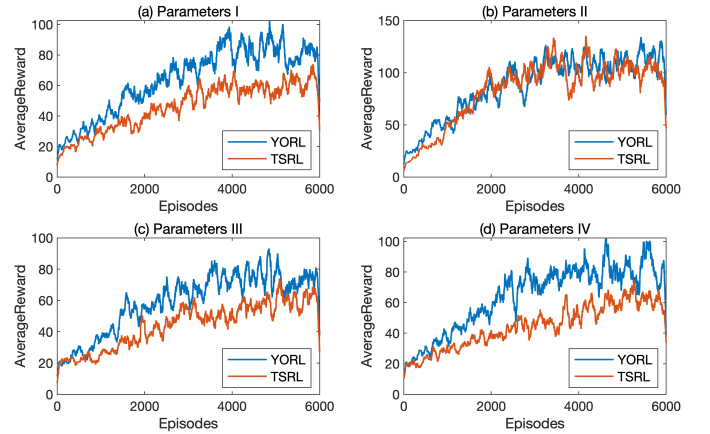 (a) Parameters I
AverageReward
100
80
60
40
20
0
0 2000 4000 6000
Episodes
YORL
TSRL
(b) Parameters II
AverageReward
150
100
50
0
0 2000 4000 6000
Episodes
YORL
TSRL
(c) Parameters III
AverageReward
100
80
60
40
20
0
0 2000 4000 6000
Episodes
YORL
TSRL
(d) Parameters IV
AverageReward
100
80
60
40
20
0
0 2000 4000 6000
Episodes
YORL
TSRL